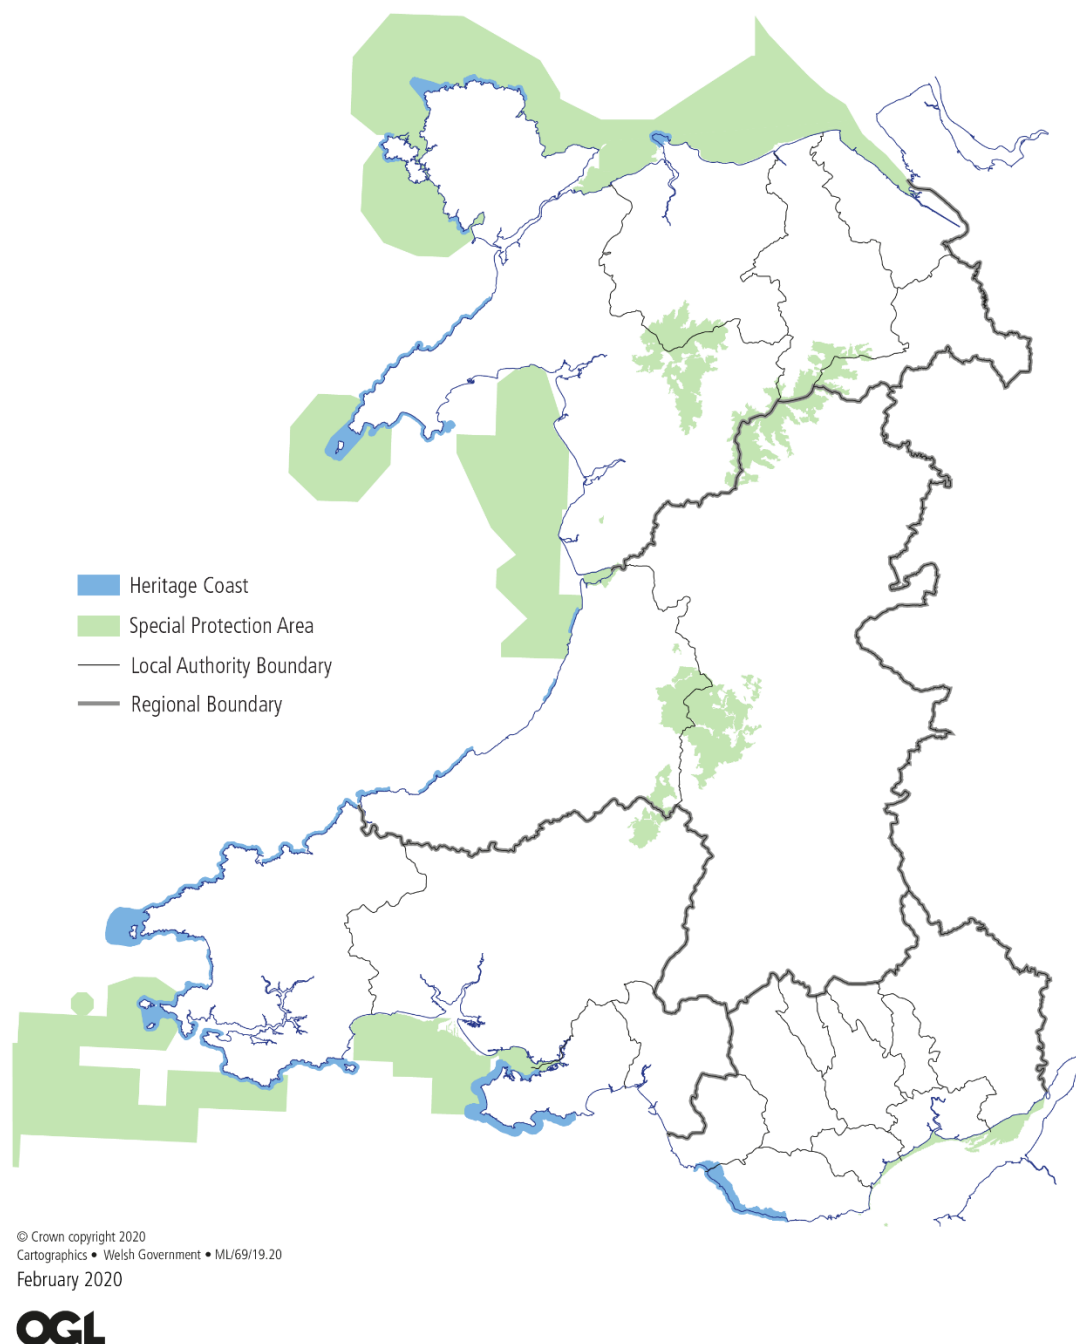 Heritage Coast
Special Protection Area
Local Authority Boundary
Regional Boundary
© Crown copyright 2020
Cartographics • Welsh Government • ML/69/19.20
February 2020
OGL